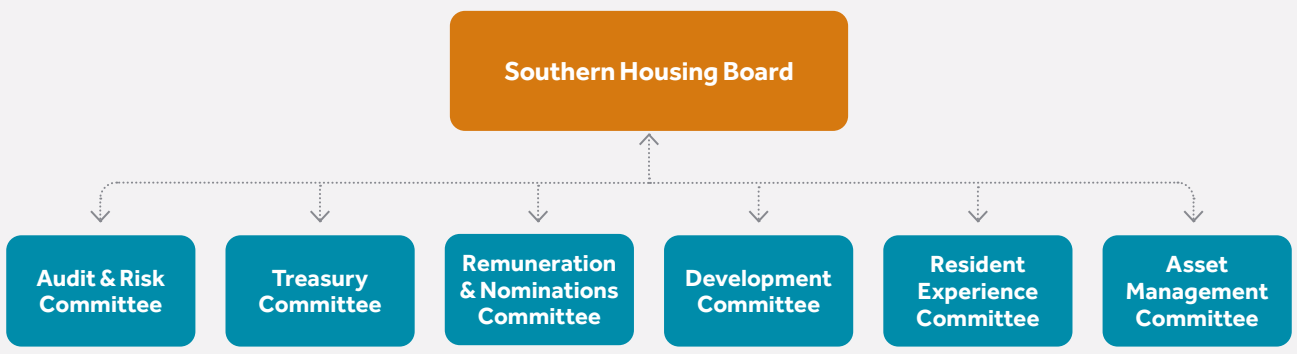 Southern Housing Board
Audit & Risk
Committee
Treasury
Committee
Remuneration
& Nominations
Committee
Development
Committee
Resident
Experience
Committee
Asset
Management
Committee